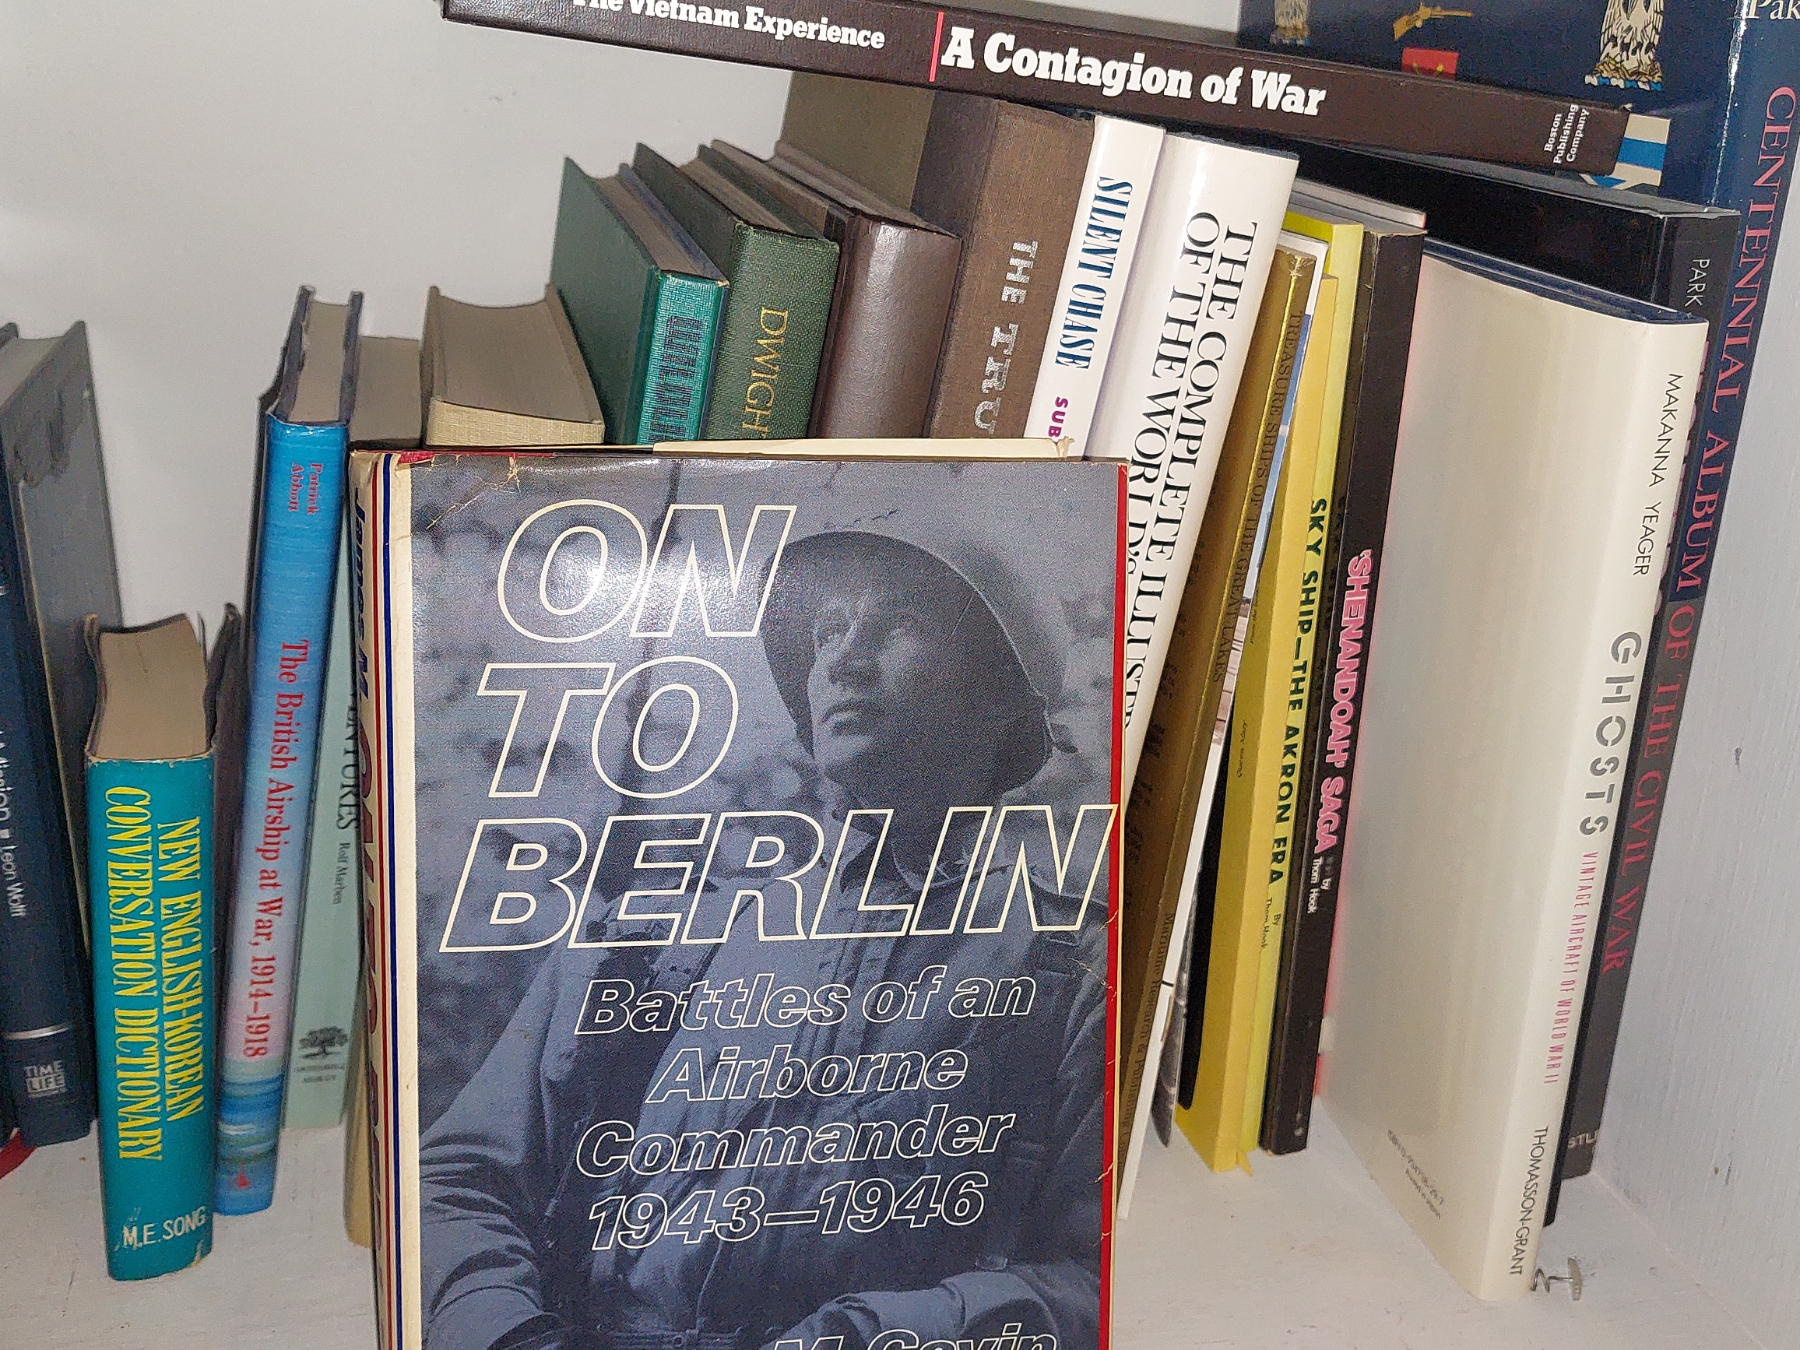 The Vietnam Experience
A Contagion of War
Boston
Publishing
Company
CENTENNIAL ALBUM OF THE CIVIL WAR
PARK
MAKANNA YEAGER
GHOSTS
VINTAGE AIRCRAFT OF WORLD WAR II
THOMASSON-GRANT
'SHENANDOAH' SAGA
by
Thom Hook
SKY SHIP—THE AKRON ERA
By
Thom Hook
TREASURE SHIPS OF THE GREAT LAKES
THE COMPLETE ILLUSTR
OF THE WORLD'S
SILENT CHASE
SUB
THE TRU
DWIGHT
Rolf Marben
Patrick
Abbott
The British Airship at War, 1914–1918
NEW ENGLISH-KOREAN
CONVERSATION DICTIONARY
M.E. SONG
Leon Wolff
TIME
LIFE
ON
TO
BERLIN
Battles of an
Airborne
Commander
1943–1946
M. Gavin